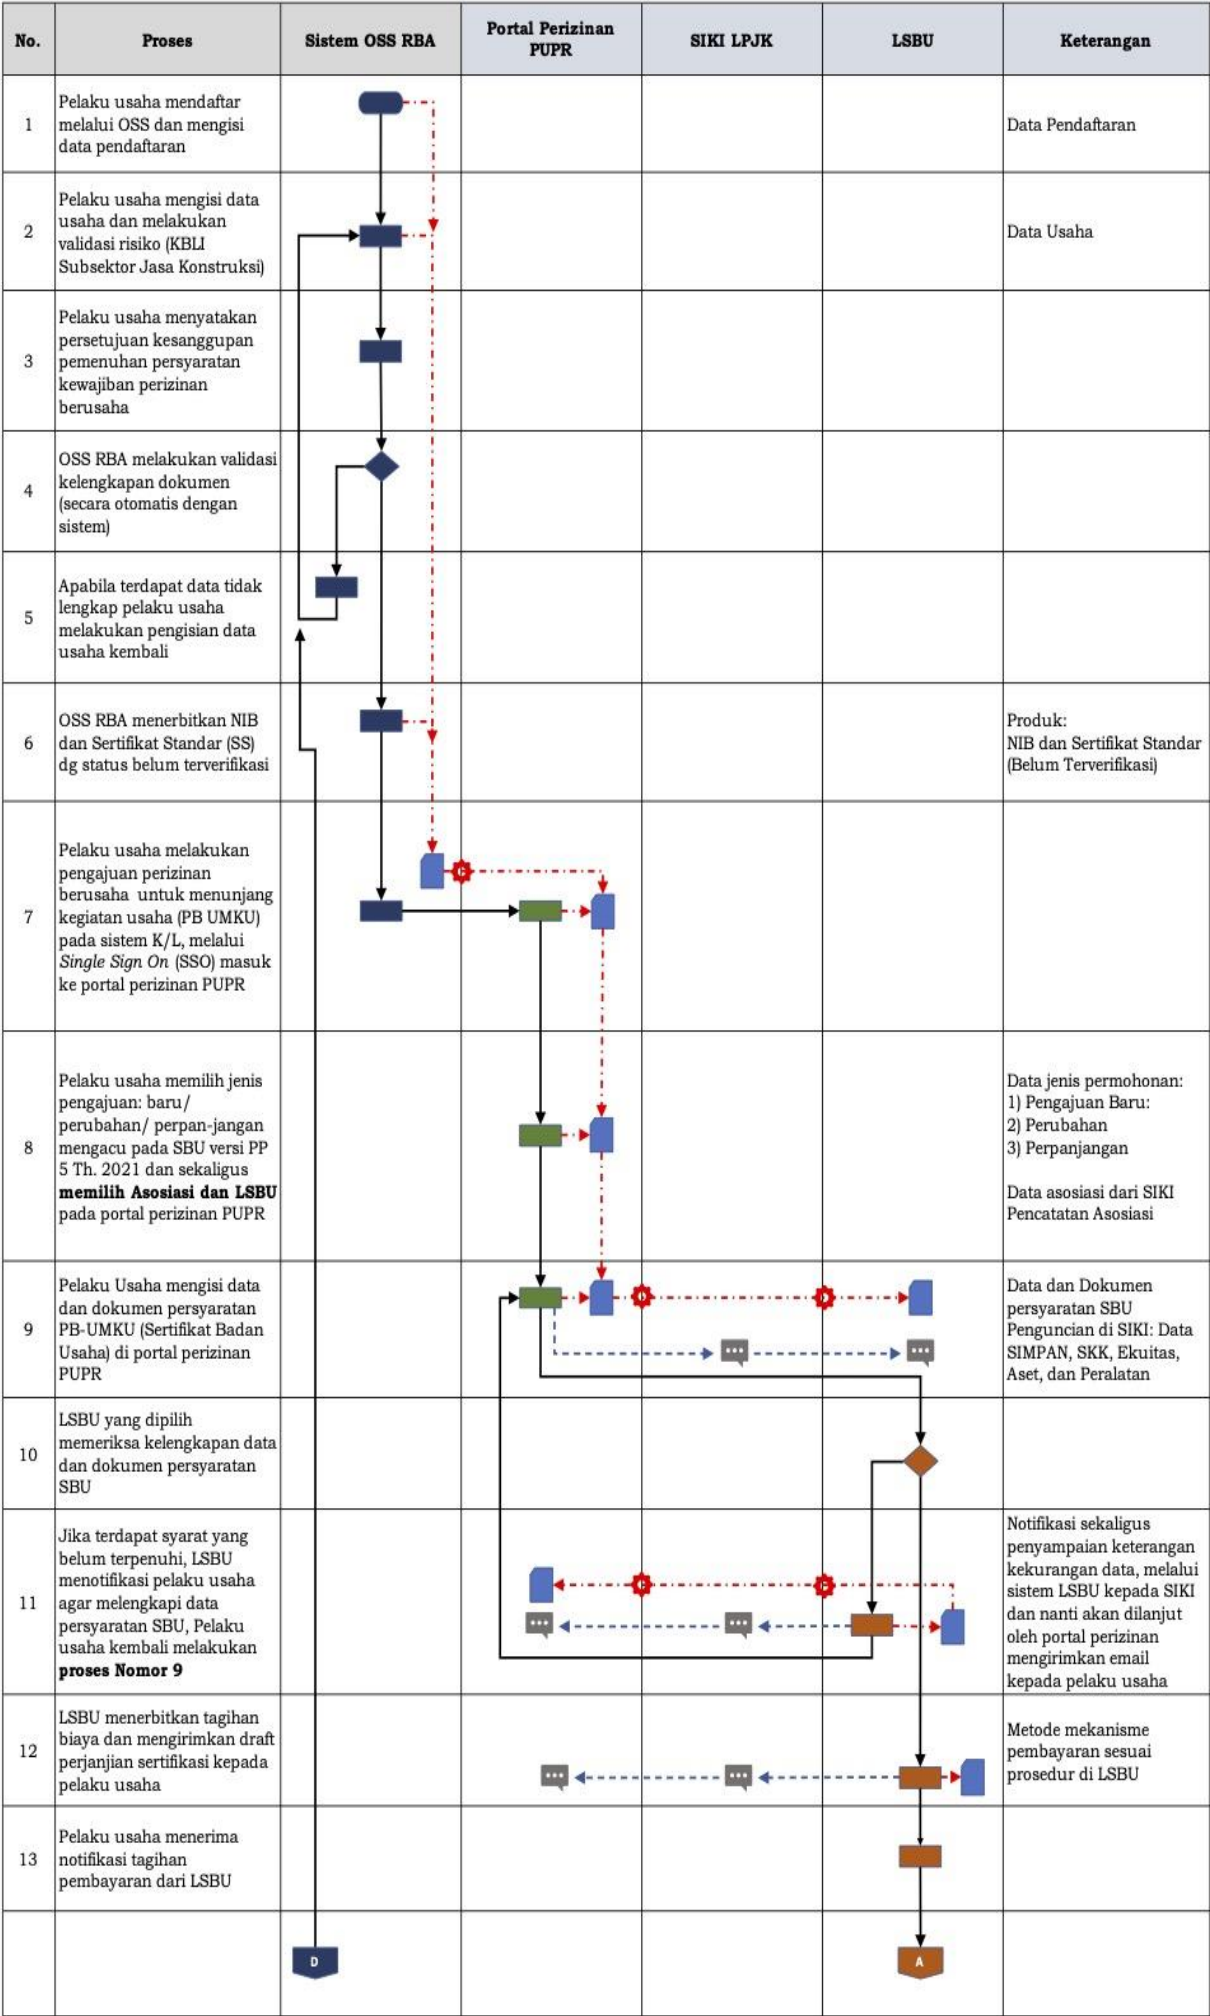 No.
Proses
Sistem OSS RBA
Portal Perizinan
PUPR
SIKI LPJK
LSBU
Keterangan
1
Pelaku usaha mendaftar
melalui OSS dan mengisi
data pendaftaran
Data Pendaftaran
2
Pelaku usaha mengisi data
usaha dan melakukan
validasi risiko (KBLI
Subsektor Jasa Konstruksi)
Data Usaha
3
Pelaku usaha menyatakan
persetujuan kesanggupan
pemenuhan persyaratan
kewajiban perizinan
berusaha
4
OSS RBA melakukan validasi
kelengkapan dokumen
(secara otomatis dengan
sistem)
5
Apabila terdapat data tidak
lengkap pelaku usaha
melakukan pengisian data
usaha kembali
6
OSS RBA menerbitkan NIB
dan Sertifikat Standar (SS)
dg status belum terverifikasi
Produk:
NIB dan Sertifikat Standar
(Belum Terverifikasi)
7
Pelaku usaha melakukan
pengajuan perizinan
berusaha untuk menunjang
kegiatan usaha (PB UMKU)
pada sistem K/L, melalui
Single Sign On (SSO) masuk
ke portal perizinan PUPR
8
Pelaku usaha memilih jenis
pengajuan: baru/
perubahan/ perpan-jangan
mengacu pada SBU versi PP
5 Th. 2021 dan sekaligus
memilih Asosiasi dan LSBU
pada portal perizinan PUPR
Data jenis permohonan:
1) Pengajuan Baru:
2) Perubahan
3) Perpanjangan
Data asosiasi dari SIKI
Pencatatan Asosiasi
9
Pelaku Usaha mengisi data
dan dokumen persyaratan
PB-UMKU (Sertifikat Badan
Usaha) di portal perizinan
PUPR
Data dan Dokumen
persyaratan SBU
Penguncian di SIKI: Data
SIMPAN, SKK, Ekuitas,
Aset, dan Peralatan
10
LSBU yang dipilih
memeriksa kelengkapan data
dan dokumen persyaratan
SBU
11
Jika terdapat syarat yang
belum terpenuhi, LSBU
menotifikasi pelaku usaha
agar melengkapi data
persyaratan SBU, Pelaku
usaha kembali melakukan
proses Nomor 9
Notifikasi sekaligus
penyampaian keterangan
kekurangan data, melalui
sistem LSBU kepada SIKI
dan nanti akan dilanjut
oleh portal perizinan
mengirimkan email
kepada pelaku usaha
12
LSBU menerbitkan tagihan
biaya dan mengirimkan draft
perjanjian sertifikasi kepada
pelaku usaha
Metode mekanisme
pembayaran sesuai
prosedur di LSBU
13
Pelaku usaha menerima
notifikasi tagihan
pembayaran dari LSBU
D
A